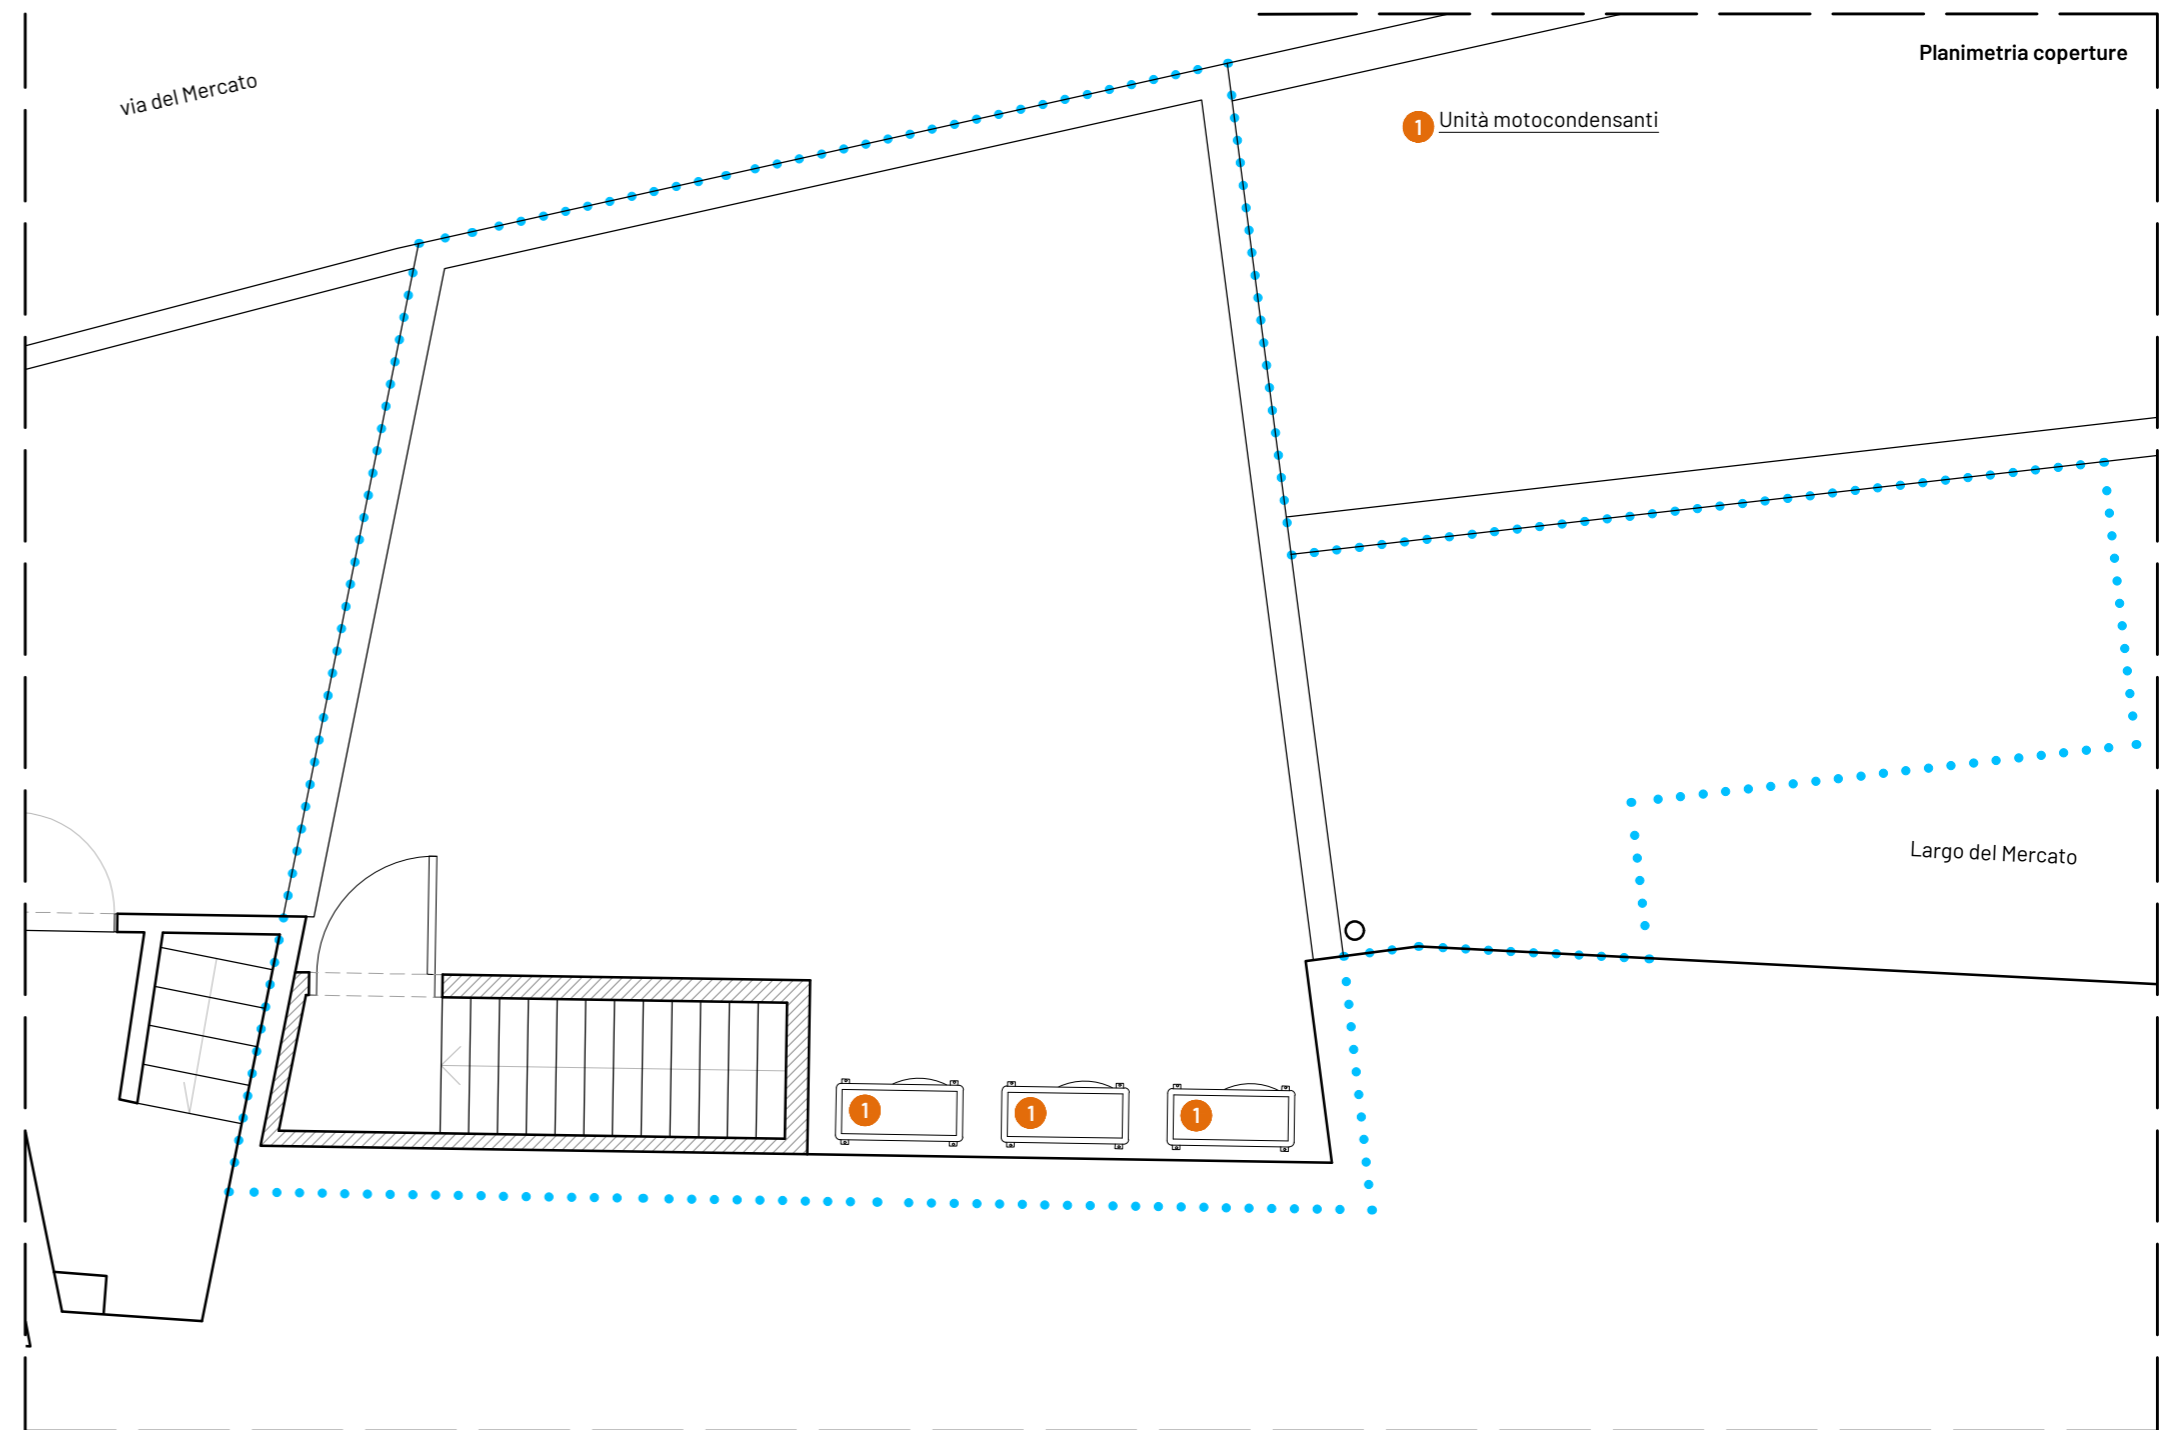 Planimetria coperture
via del Mercato
1 Unità motocondensanti
Largo del Mercato
1
1
1